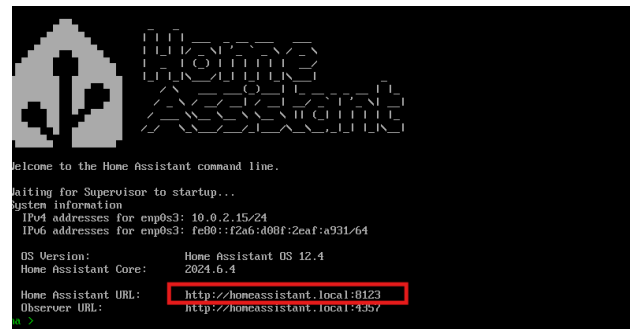 Home
Assistant
Welcome to the Home Assistant command line.
Waiting for Supervisor to startup...
System information
IPv4 addresses for enp0s3: 10.0.2.15/24
IPv6 addresses for enp0s3: fe80::f2a6:d08f:2eaf:a931/64
OS Version: Home Assistant OS 12.4
Home Assistant Core: 2024.6.4
Home Assistant URL: http://homeassistant.local:8123
Observer URL: http://homeassistant.local:4357
ha >